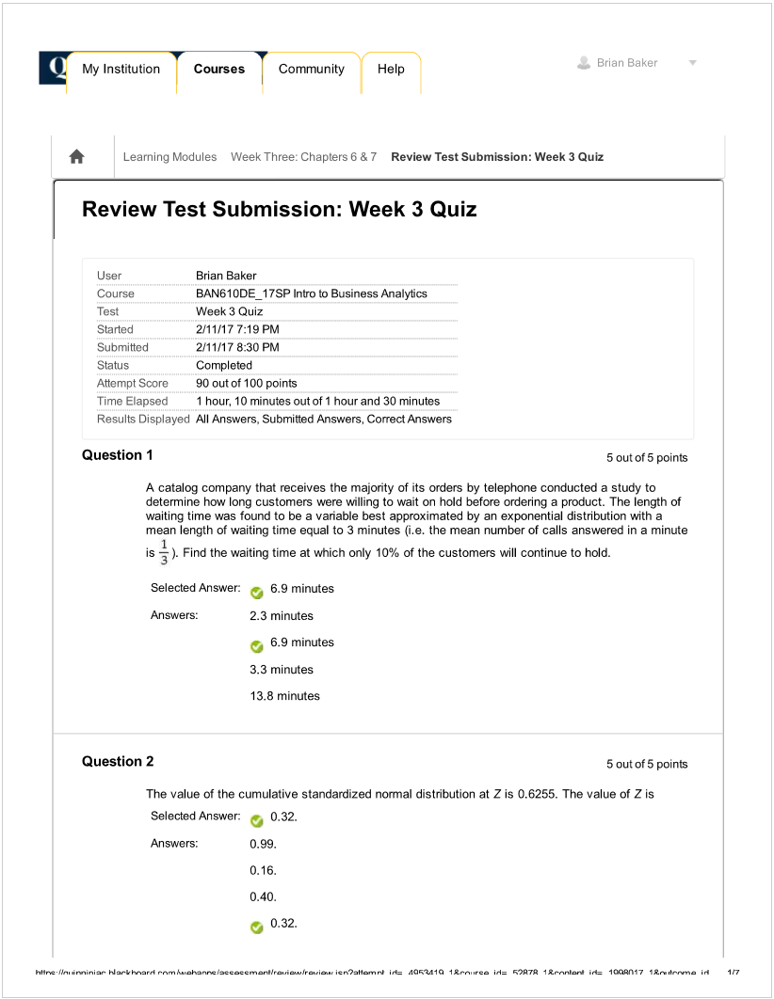 Q
My Institution Courses Community Help Brian Baker
Learning Modules Week Three: Chapters 6 & 7 Review Test Submission: Week 3 Quiz
Review Test Submission: Week 3 Quiz
User Brian Baker
Course BAN610DE_17SP Intro to Business Analytics
Test Week 3 Quiz
Started 2/11/17 7:19 PM
Submitted 2/11/17 8:30 PM
Status Completed
Attempt Score 90 out of 100 points
Time Elapsed 1 hour, 10 minutes out of 1 hour and 30 minutes
Results Displayed All Answers, Submitted Answers, Correct Answers
Question 1 5 out of 5 points
A catalog company that receives the majority of its orders by telephone conducted a study to
determine how long customers were willing to wait on hold before ordering a product. The length of
waiting time was found to be a variable best approximated by an exponential distribution with a
mean length of waiting time equal to 3 minutes (i.e. the mean number of calls answered in a minute
is 1/3 ). Find the waiting time at which only 10% of the customers will continue to hold.
Selected Answer: 6.9 minutes
Answers: 2.3 minutes
6.9 minutes
3.3 minutes
13.8 minutes
Question 2 5 out of 5 points
The value of the cumulative standardized normal distribution at Z is 0.6255. The value of Z is
Selected Answer: 0.32.
Answers: 0.99.
0.16.
0.40.
0.32.
https://quinnipiac.blackboard.com/webapps/assessment/review/review.jsp?attempt_id=_4953419_1&course_id=_52878_1&content_id=_1998017_1&outcome_id… 1/7